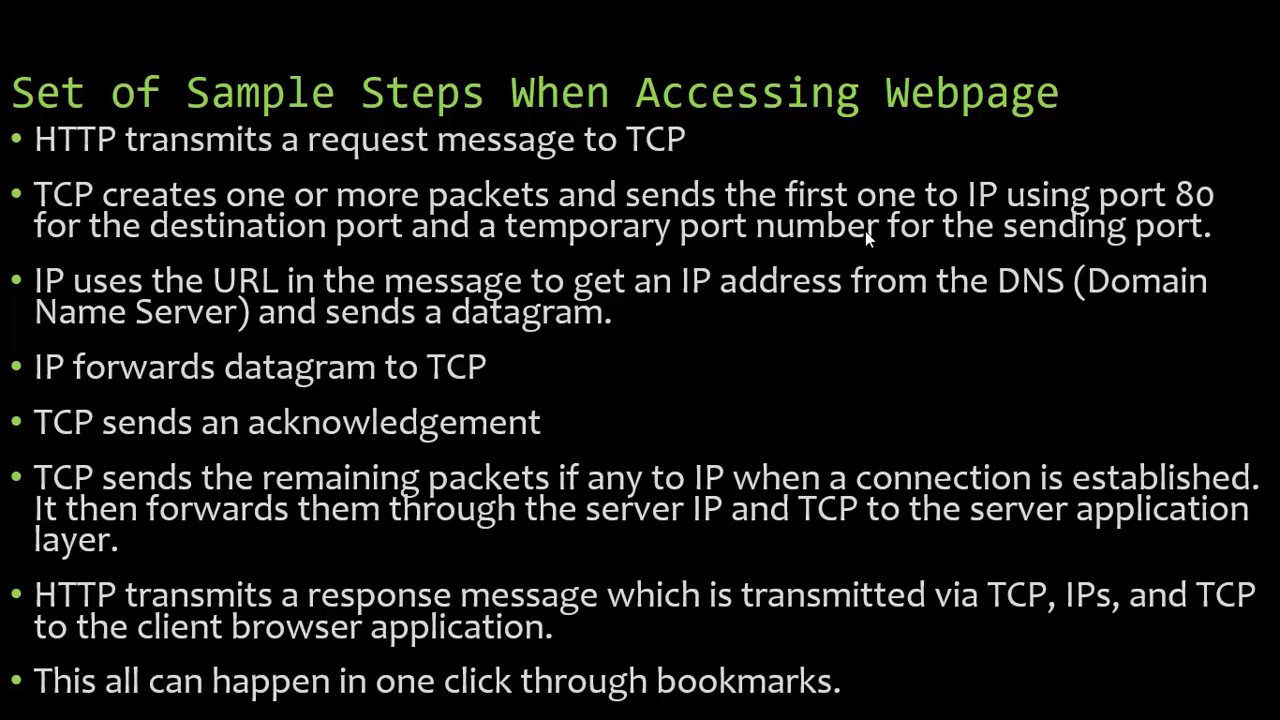 Set of Sample Steps When Accessing Webpage
• HTTP transmits a request message to TCP
• TCP creates one or more packets and sends the first one to IP using port 80
for the destination port and a temporary port number for the sending port.
• IP uses the URL in the message to get an IP address from the DNS (Domain
Name Server) and sends a datagram.
• IP forwards datagram to TCP
• TCP sends an acknowledgement
• TCP sends the remaining packets if any to IP when a connection is established.
It then forwards them through the server IP and TCP to the server application
layer.
• HTTP transmits a response message which is transmitted via TCP, IPs, and TCP
to the client browser application.
• This all can happen in one click through bookmarks.